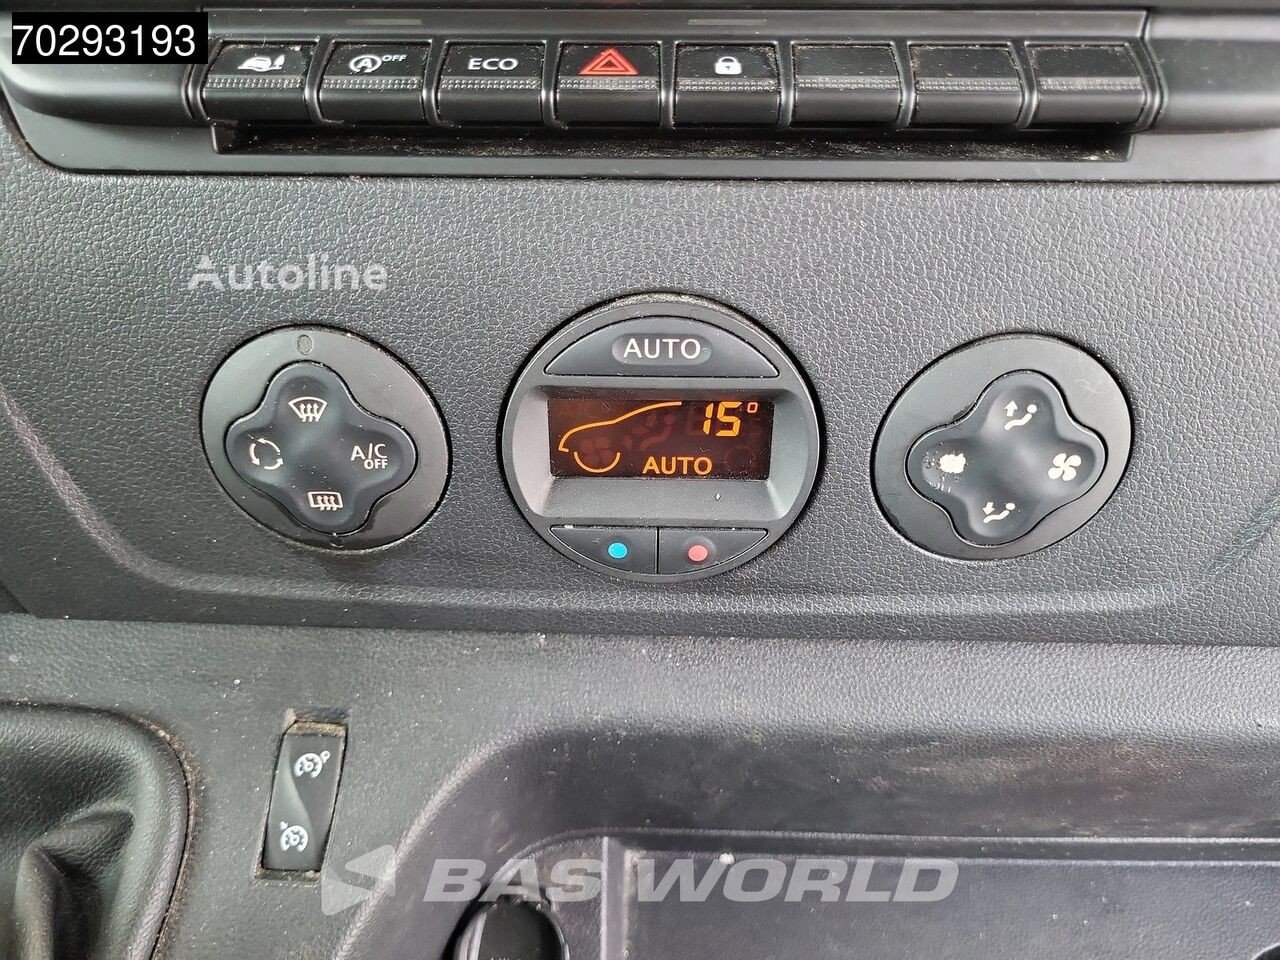 70293193
A OFF
ECO
Autoline
AUTO
A/C OFF
15°
AUTO
BAS WORLD